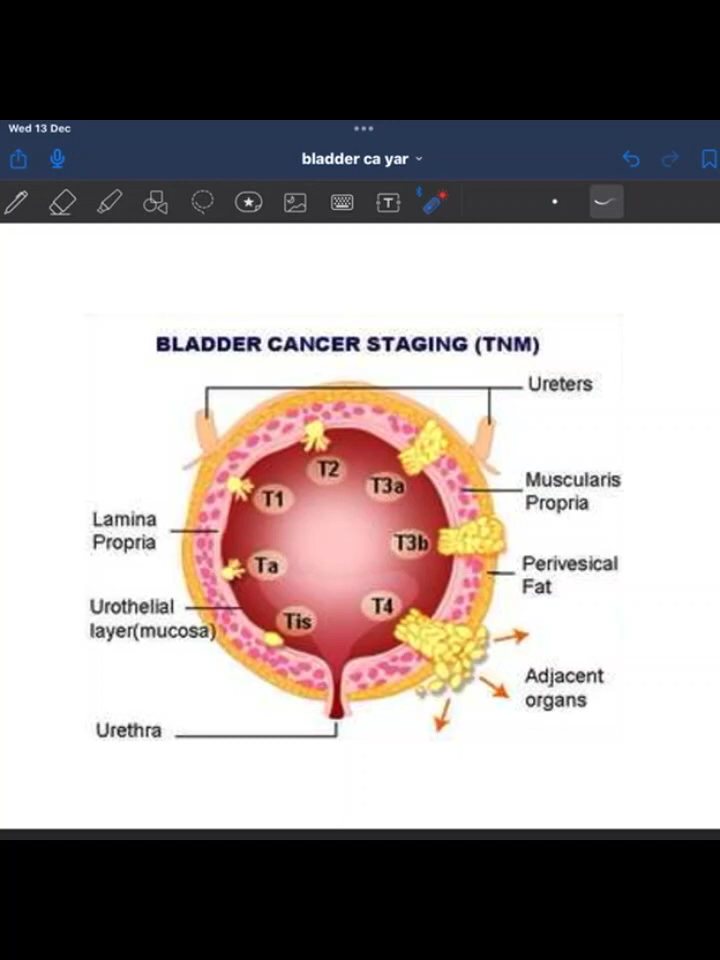 Wed 13 Dec
bladder ca yar
T
BLADDER CANCER STAGING (TNM)
Ureters
T2
T3a
T1
Muscularis
Propria
Lamina
Propria
T3b
Ta
Perivesical
Fat
Urothelial
layer(mucosa)
T4
Tis
Adjacent
organs
Urethra